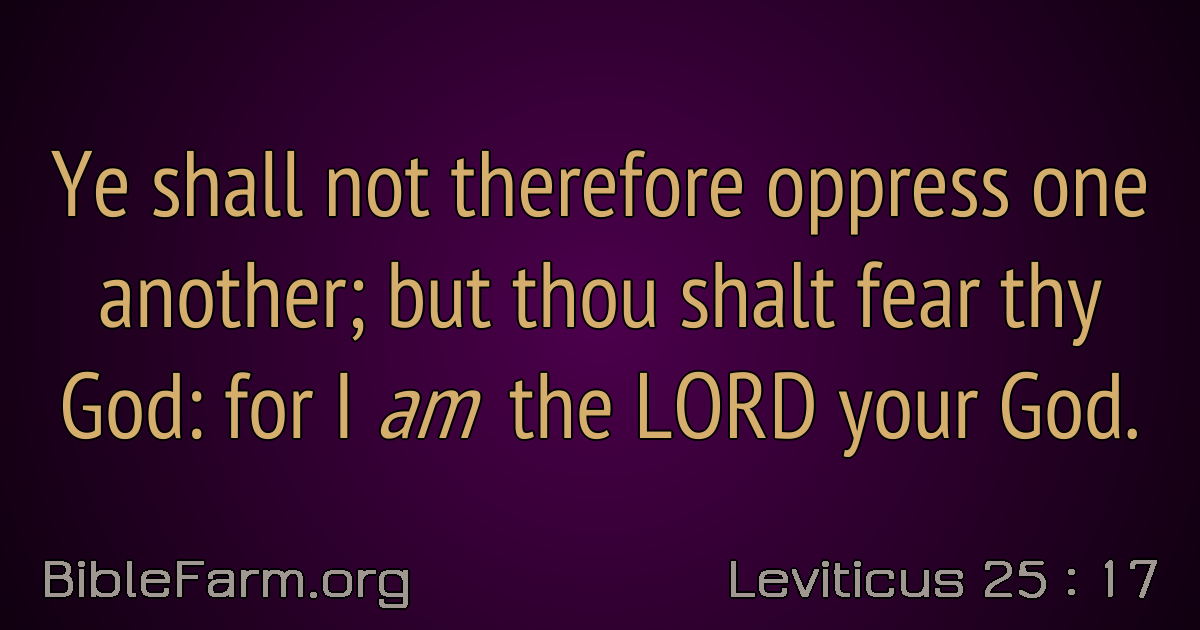 Ye shall not therefore oppress one
another; but thou shalt fear thy
God: for I am the LORD your God.
BibleFarm.org
Leviticus 25 : 17